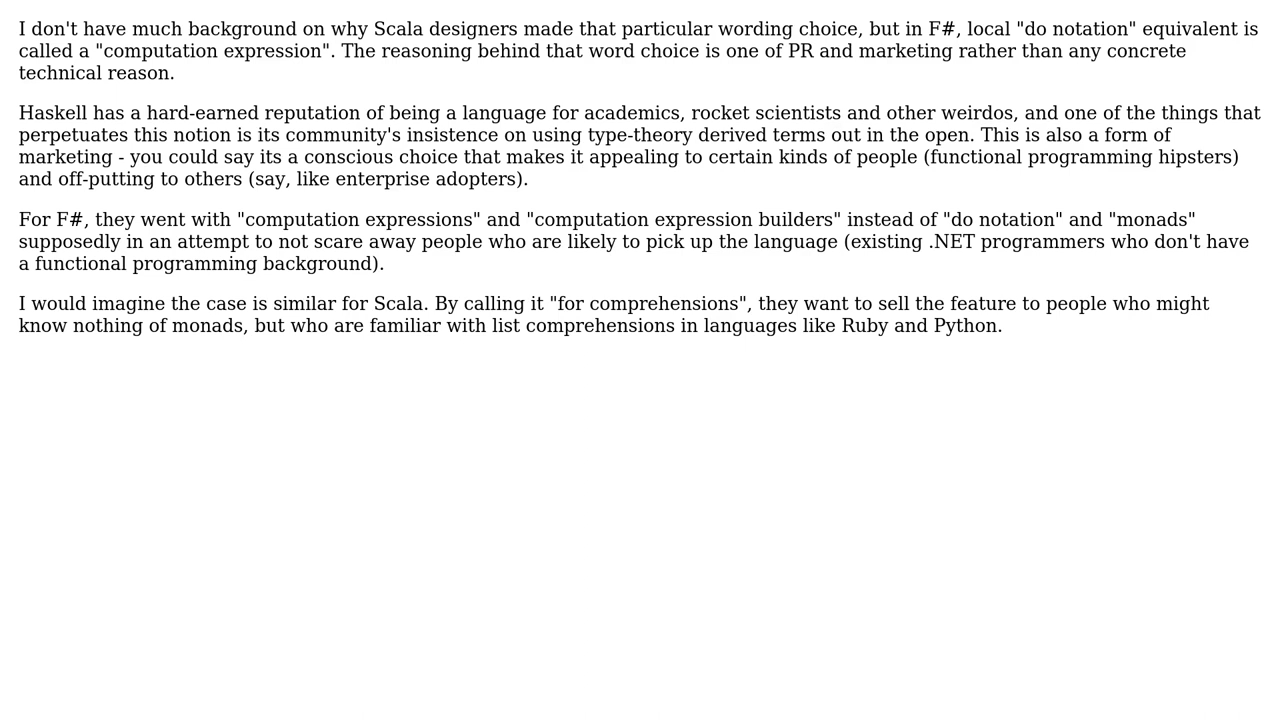 I don't have much background on why Scala designers made that particular wording choice, but in F#, local "do notation" equivalent is
called a "computation expression". The reasoning behind that word choice is one of PR and marketing rather than any concrete
technical reason.
Haskell has a hard-earned reputation of being a language for academics, rocket scientists and other weirdos, and one of the things that
perpetuates this notion is its community's insistence on using type-theory derived terms out in the open. This is also a form of
marketing - you could say its a conscious choice that makes it appealing to certain kinds of people (functional programming hipsters)
and off-putting to others (say, like enterprise adopters).
For F#, they went with "computation expressions" and "computation expression builders" instead of "do notation" and "monads"
supposedly in an attempt to not scare away people who are likely to pick up the language (existing .NET programmers who don't have
a functional programming background).
I would imagine the case is similar for Scala. By calling it "for comprehensions", they want to sell the feature to people who might
know nothing of monads, but who are familiar with list comprehensions in languages like Ruby and Python.